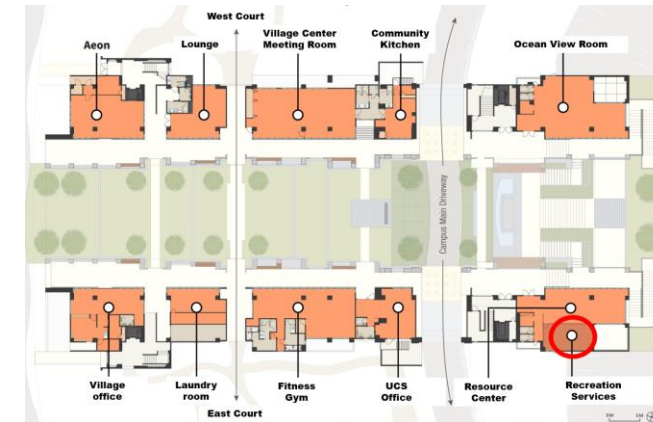 West Court
Aeon
Lounge
Village Center
Meeting Room
Community
Kitchen
Ocean View Room
Campus Main Driveway
Village
office
Laundry
room
Fitness
Gym
UCS
Office
Resource
Center
Recreation
Services
East Court